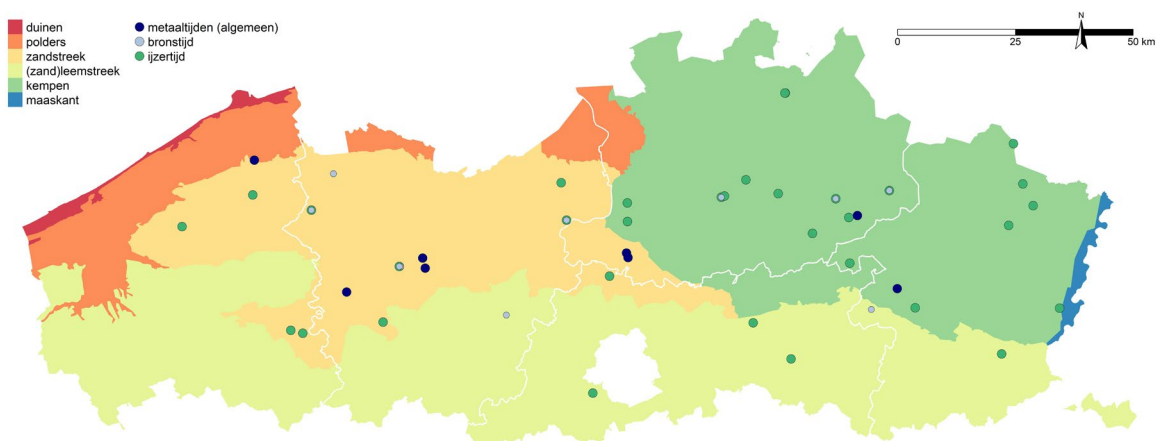 duinen
polders
zandstreek
(zand)leemstreek
kempen
maaskant
metaaltijden (algemeen)
bronstijd
ijzertijd
N
0 25 50 km